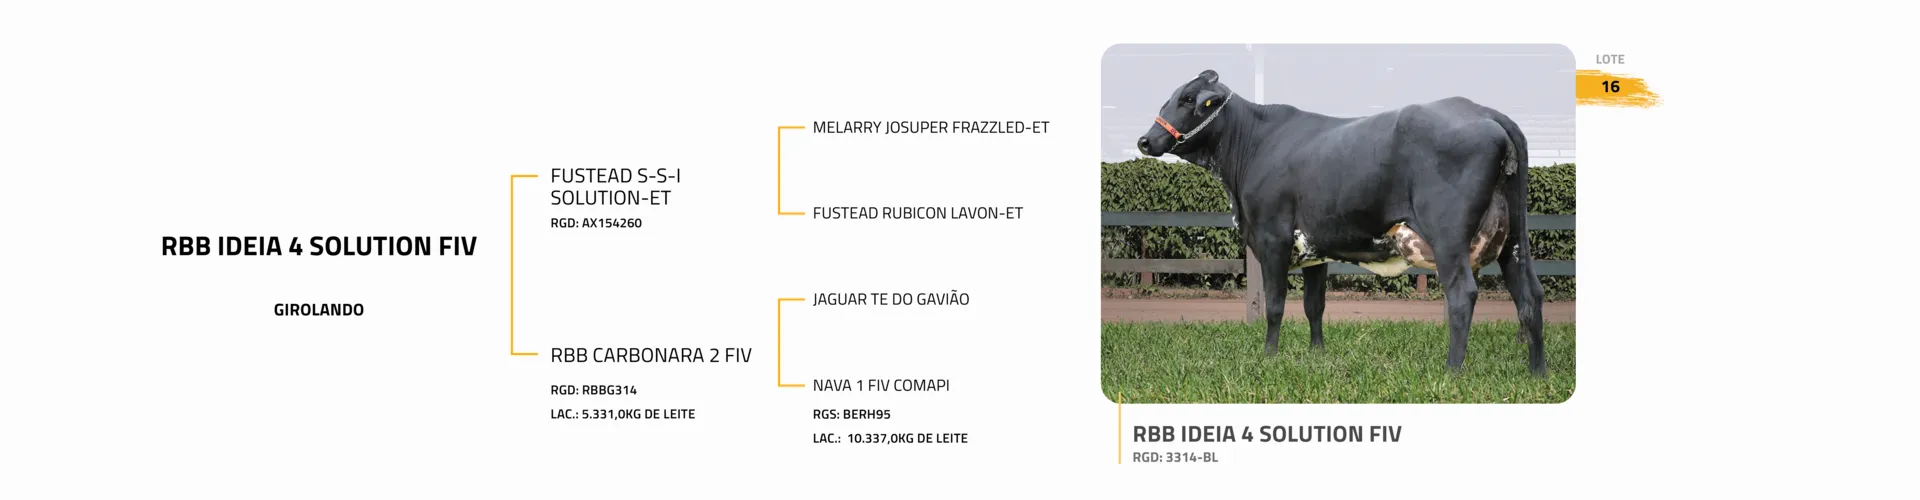 RBB IDEIA 4 SOLUTION FIV
GIROLANDO
FUSTEAD S-S-I
SOLUTION-ET
RGD: AX154260
RBB CARBONARA 2 FIV
RGD: RBBG314
LAC.: 5.331,0KG DE LEITE
MELARRY JOSUPER FRAZZLED-ET
FUSTEAD RUBICON LAVON-ET
JAGUAR TE DO GAVIÃO
NAVA 1 FIV COMAPI
RGS: BERH95
LAC.: 10.337,0KG DE LEITE
LOTE
16
RBB IDEIA 4 SOLUTION FIV
RGD: 3314-BL